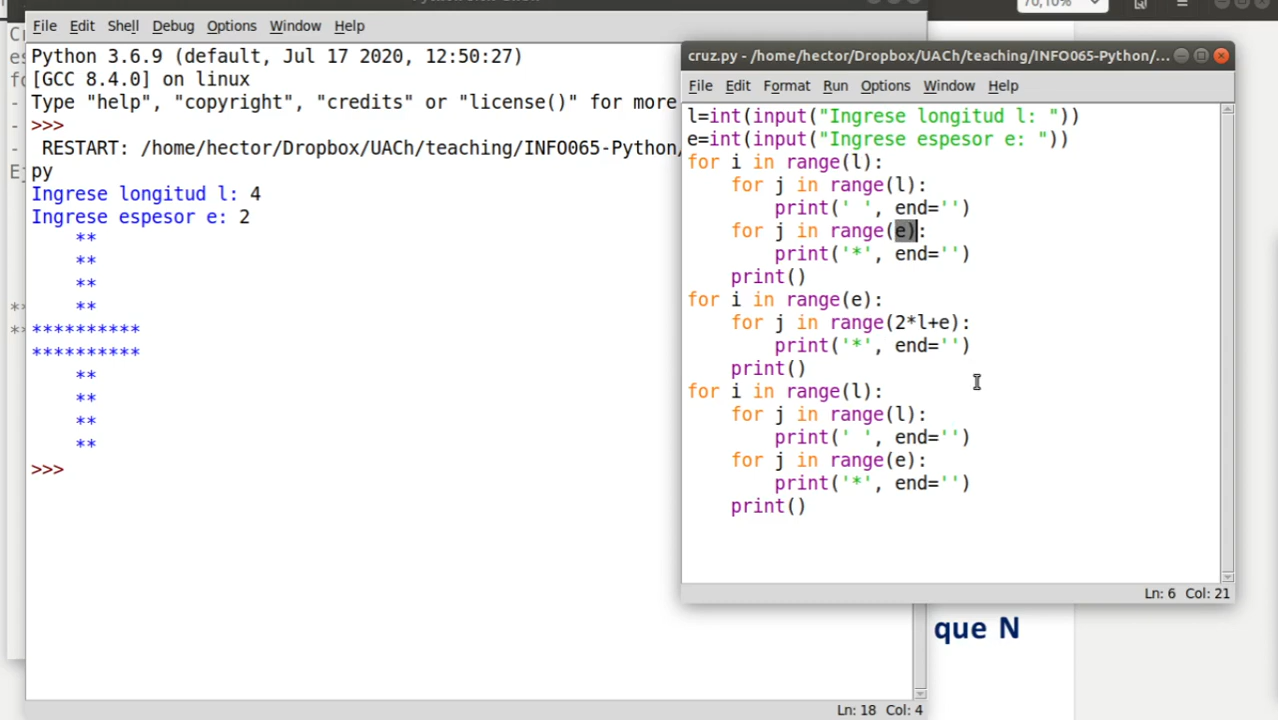 70,10%
File Edit Shell Debug Options Window Help
Python 3.6.9 (default, Jul 17 2020, 12:50:27)
[GCC 8.4.0] on linux
Type "help", "copyright", "credits" or "license()" for more
>>>
RESTART: /home/hector/Dropbox/UACh/teaching/INFO065-Python/
py
Ingrese longitud l: 4
Ingrese espesor e: 2
    **
    **
    **
    **
**********
**********
    **
    **
    **
    **
>>>
Ln: 18 Col: 4
cruz.py - /home/hector/Dropbox/UACh/teaching/INFO065-Python/...
File Edit Format Run Options Window Help
l=int(input("Ingrese longitud l: "))
e=int(input("Ingrese espesor e: "))
for i in range(l):
    for j in range(l):
        print(' ', end='')
    for j in range(e):
        print('*', end='')
    print()
for i in range(e):
    for j in range(2*l+e):
        print('*', end='')
    print()
for i in range(l):
    for j in range(l):
        print(' ', end='')
    for j in range(e):
        print('*', end='')
    print()
Ln: 6 Col: 21
que N